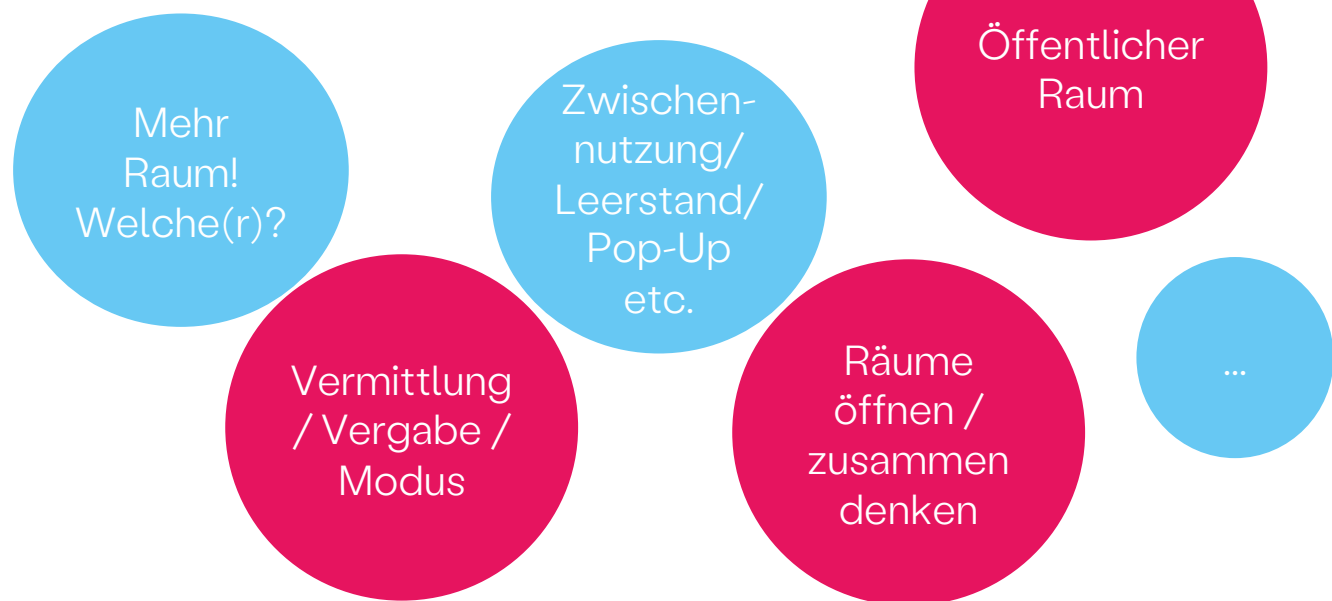 Mehr
Raum!
Welche(r)?
Vermittlung
/ Vergabe /
Modus
Zwischen-
nutzung/
Leerstand/
Pop-Up
etc.
Räume
öffnen /
zusammen
denken
Öffentlicher
Raum
...